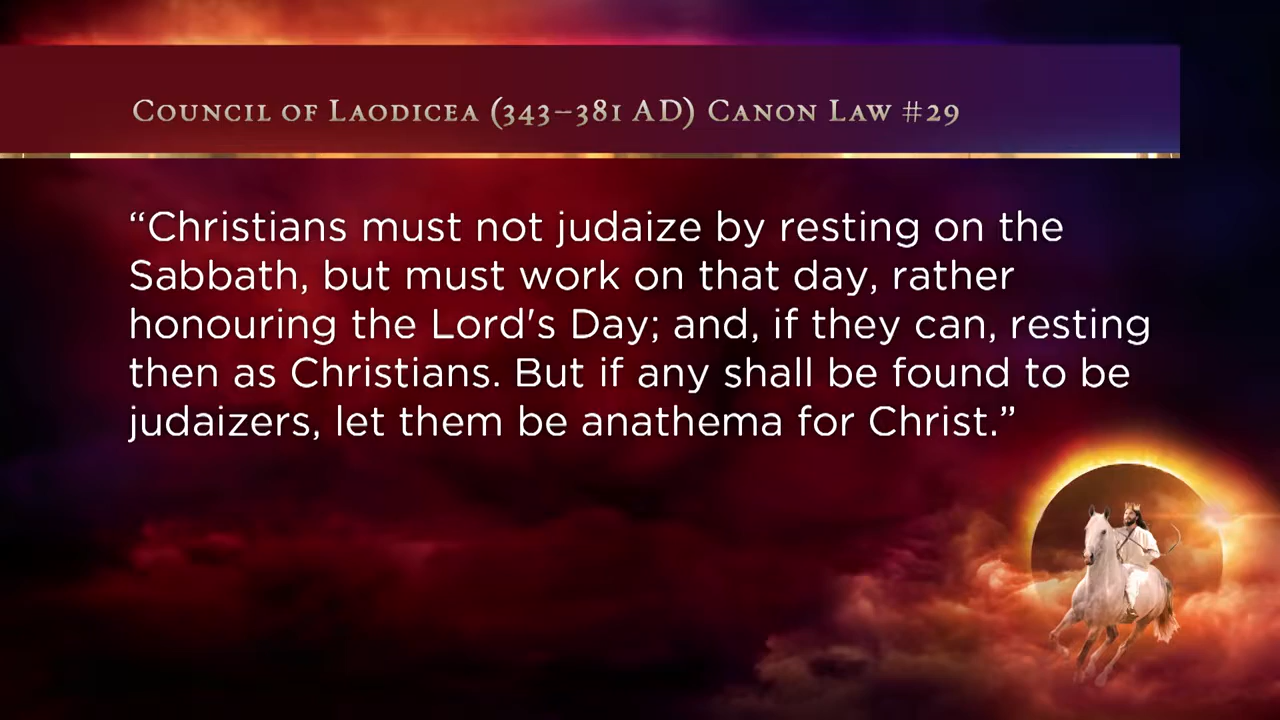 Council of Laodicea (343–381 AD) Canon Law #29
“Christians must not judaize by resting on the
Sabbath, but must work on that day, rather
honouring the Lord's Day; and, if they can, resting
then as Christians. But if any shall be found to be
judaizers, let them be anathema for Christ.”